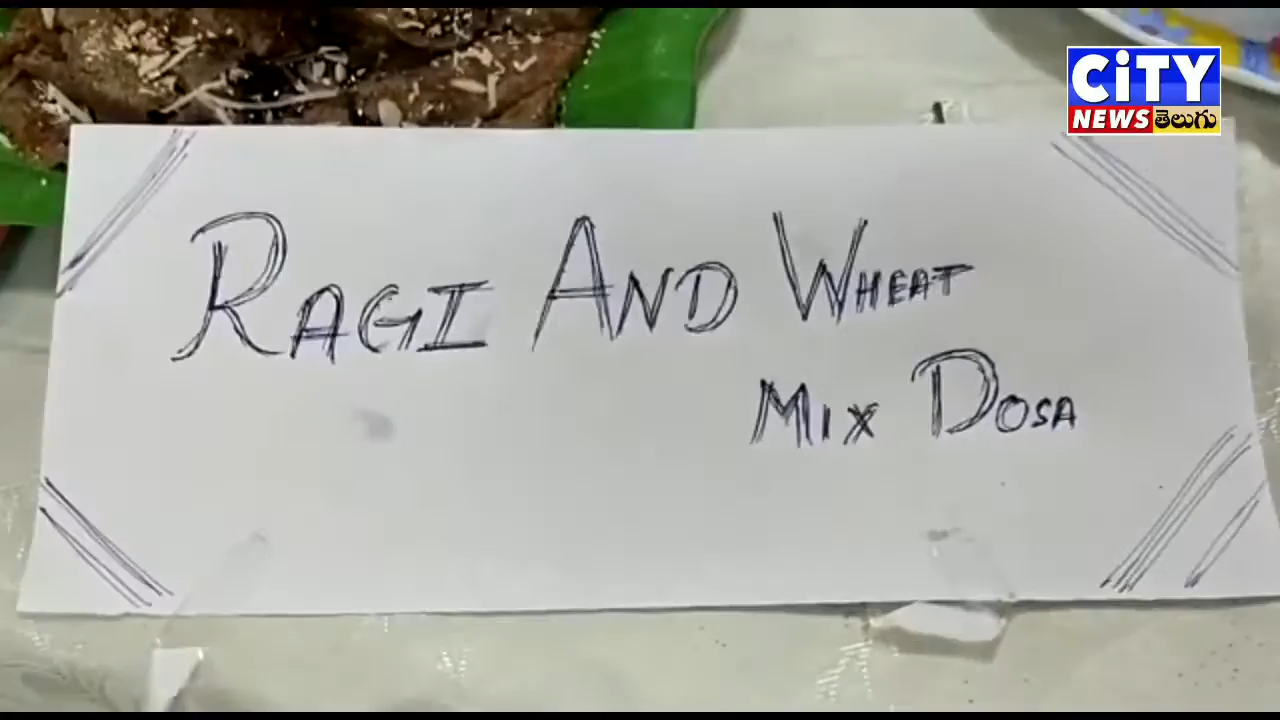 CiTY
NEWS తెలుగు
RAGI AND WHEAT
MIX DOSA